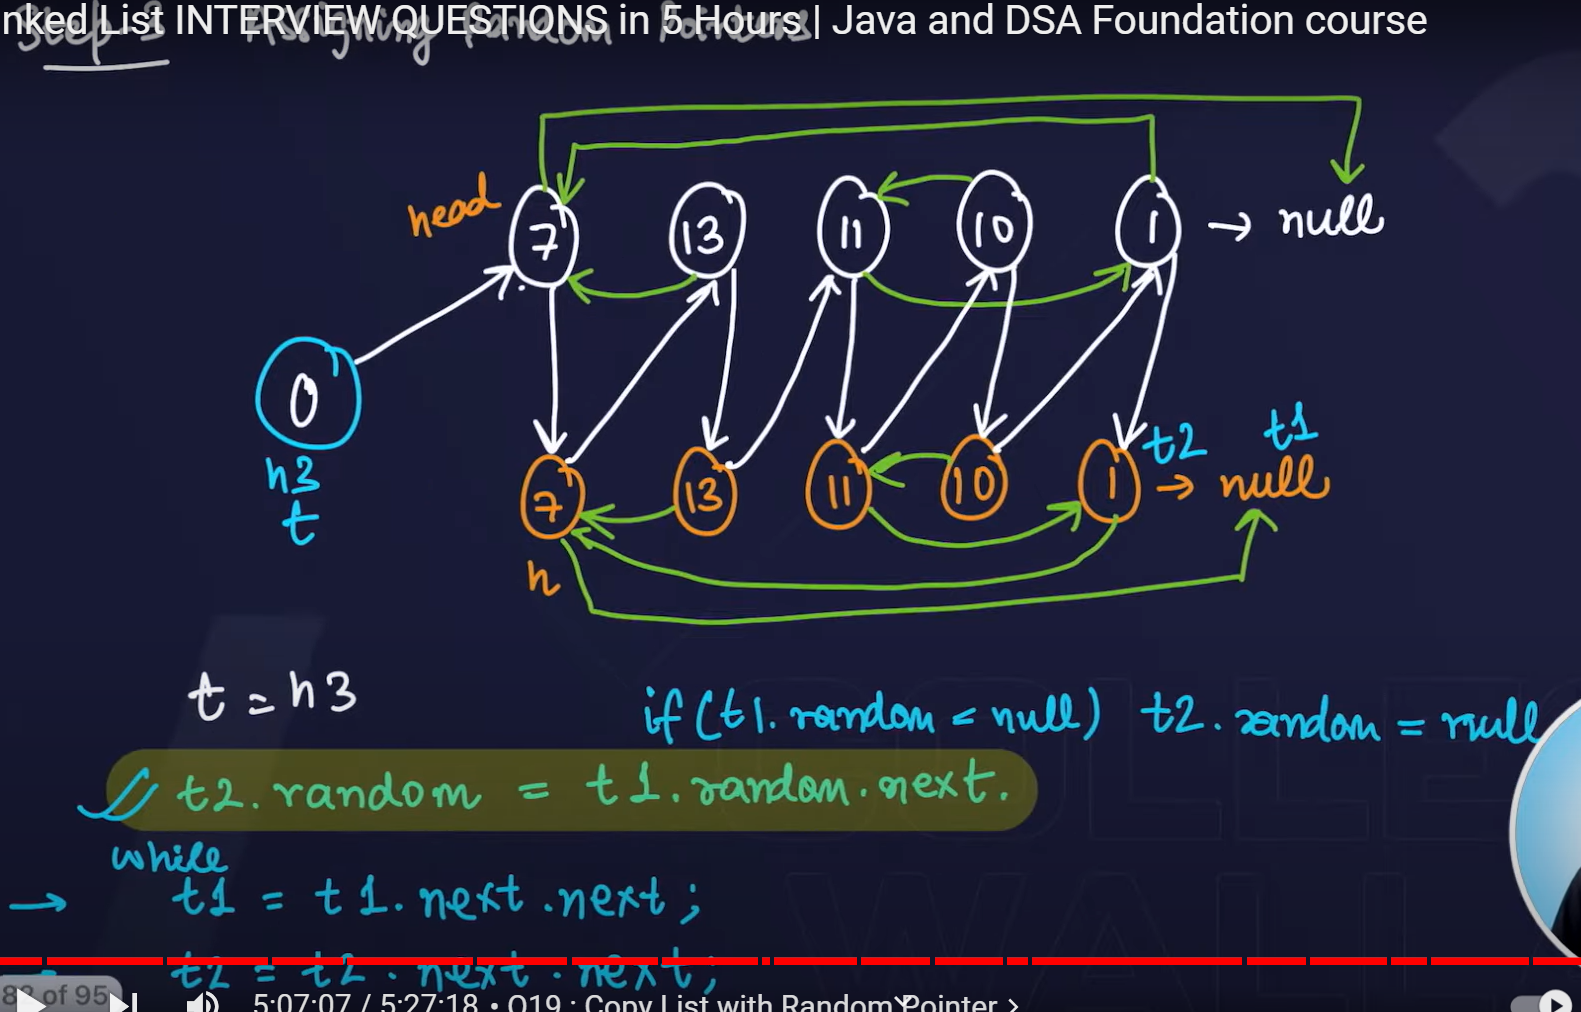 nked List INTERVIEW QUESTIONS in 5 Hours | Java and DSA Foundation course
Step-3 Assigning Random Pointers
head 7 13 11 10 1 → null
0
h3
t
7 13 11 10 1 → null
t2 t1
h
t = h3
if (t1.random = null) t2.random = null
t2.random = t1.random.next.
while
t1 = t1.next.next;
t2 = t2.next.next;
COLLE
WALL
of 95
5:07:07 / 5:27:18 • Q19 : Copy List with Random Pointer >